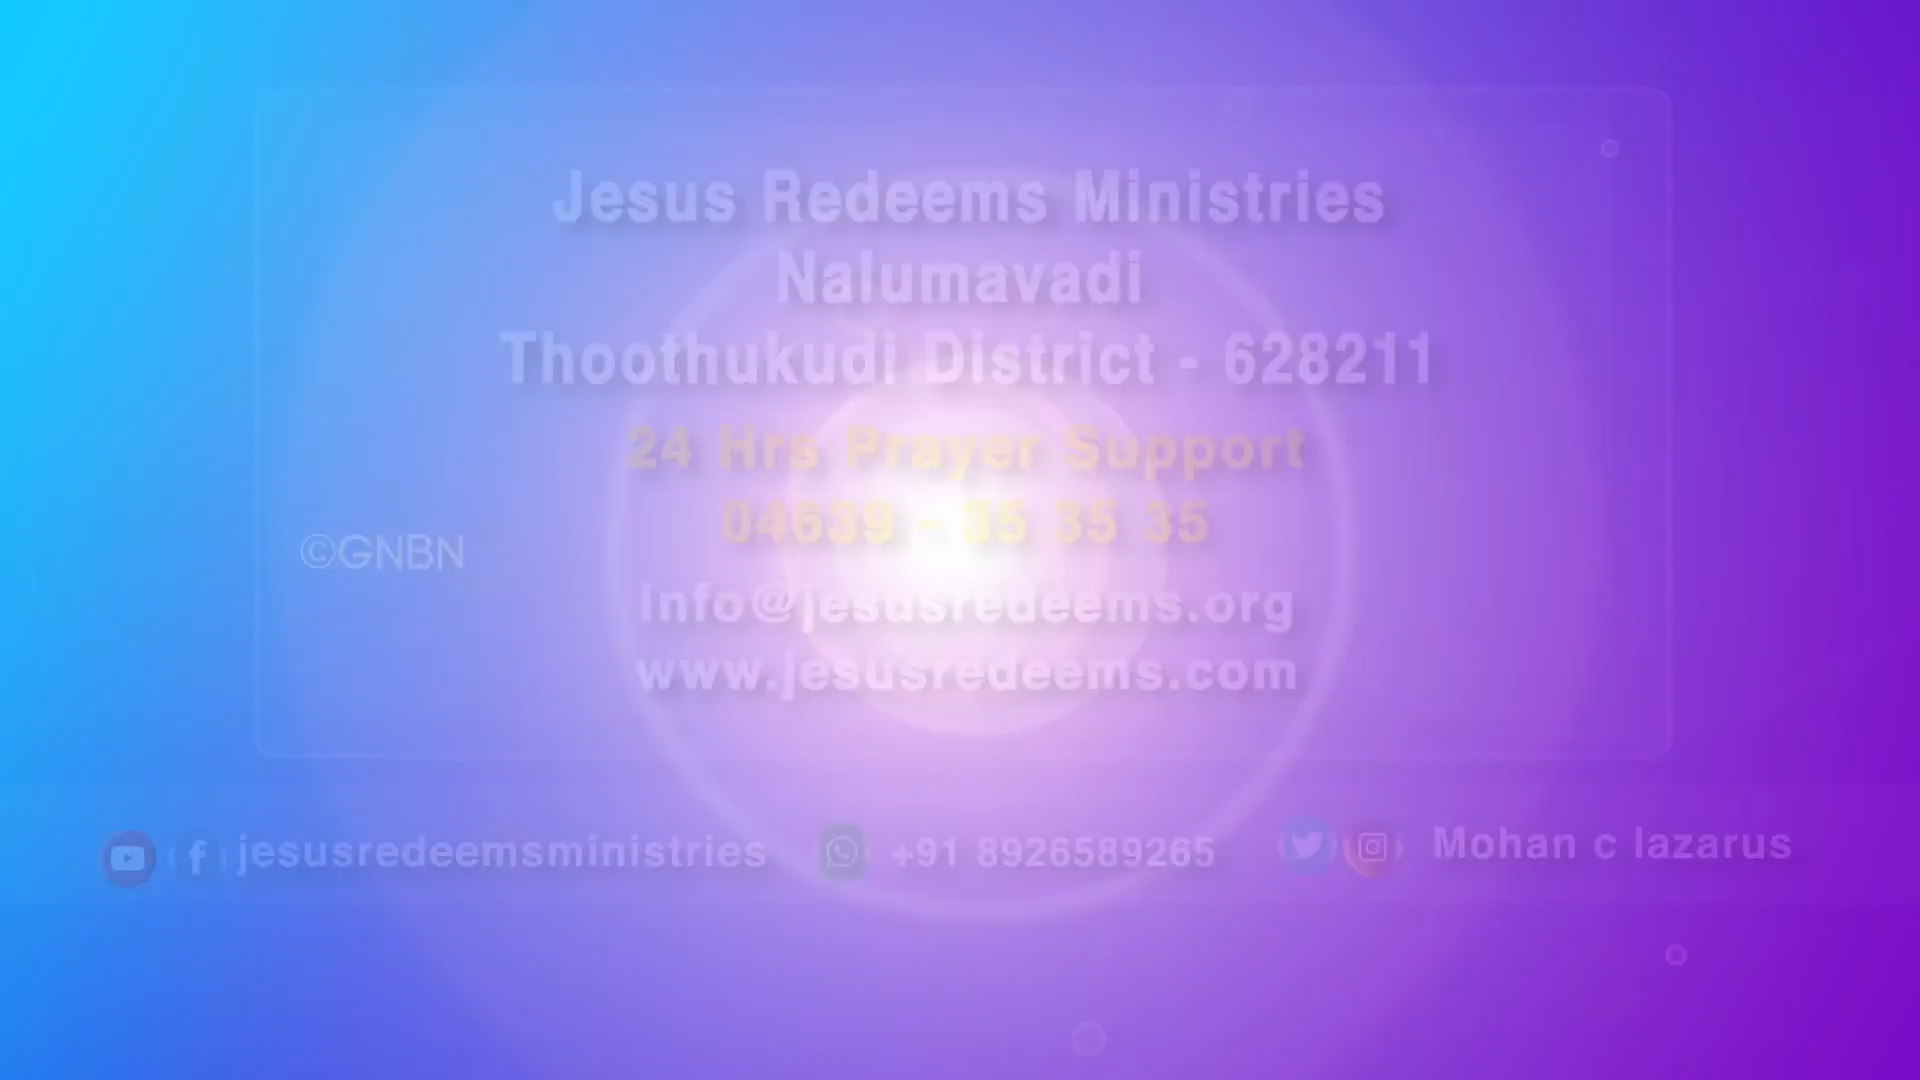 Jesus Redeems Ministries
Nalumavadi
Thoothukudi District - 628211
24 Hrs Prayer Support
04639 - 35 35 35
©GNBN
info@jesusredeems.org
www.jesusredeems.com
jesusredeemsministries +91 8926589265 Mohan c lazarus